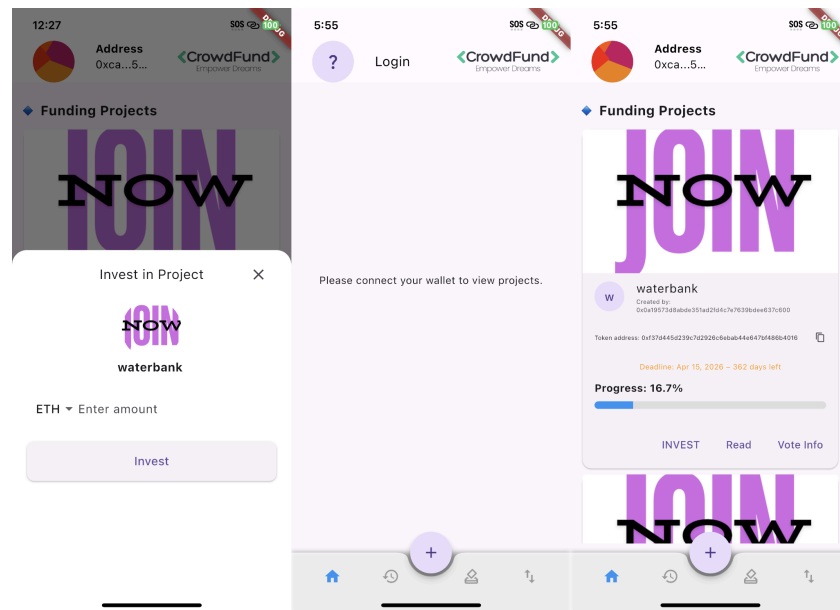 12:27
SOS
100
DEBUG
Address
0xca...5...
<CrowdFund>
Empower Dreams
Funding Projects
JOIN
NOW
Invest in Project
JOIN
NOW
waterbank
ETH
Enter amount
Invest
5:55
SOS
100
DEBUG
?
Login
<CrowdFund>
Empower Dreams
Please connect your wallet to view projects.
+
5:55
SOS
100
DEBUG
Address
0xca...5...
<CrowdFund>
Empower Dreams
Funding Projects
JOIN
NOW
W
waterbank
Created by:
0x0a19573d8abde351ad2fd4c7e7639bdee637c600
Token address: 0xf37d445d239c7d2926c6ebab44e647bf486b4016
Deadline: Apr 15, 2026 – 362 days left
Progress: 16.7%
INVEST Read Vote Info
JOIN
NOW
+